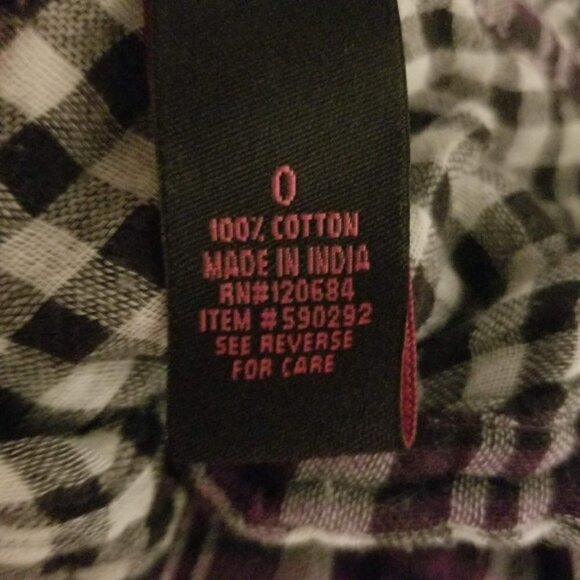 0
100% COTTON
MADE IN INDIA
RN#120684
ITEM #590292
SEE REVERSE
FOR CARE